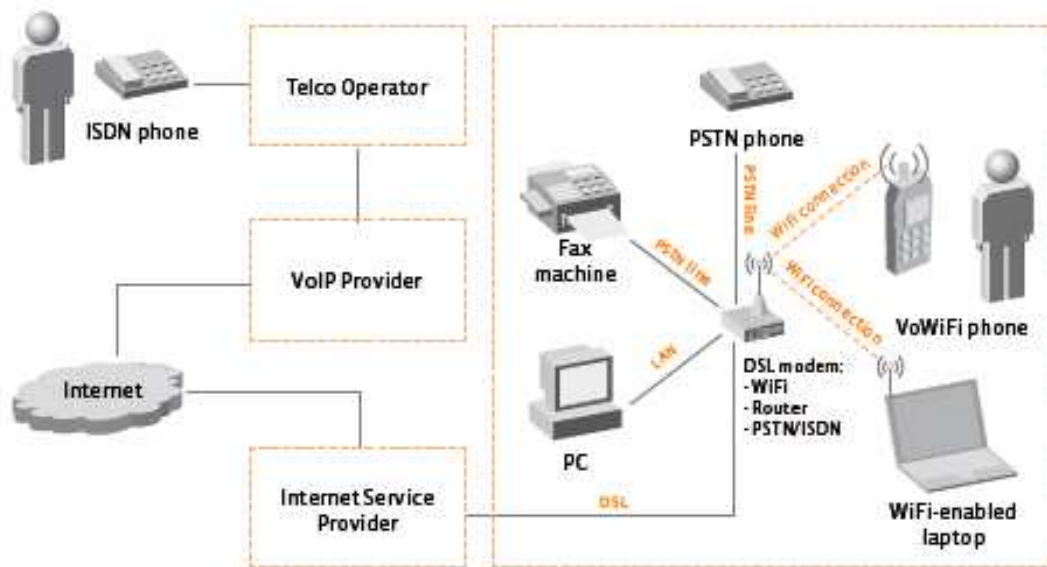 ISDN phone
Telco Operator
VoIP Provider
Internet
Internet Service
Provider
PSTN phone
PSTN line
Fax
machine
PSTN line
Wifi connection
VoWiFi phone
WiFi connection
LAN
PC
DSL modem:
- WiFi
- Router
- PSTN/ISDN
DSL
WiFi-enabled
laptop